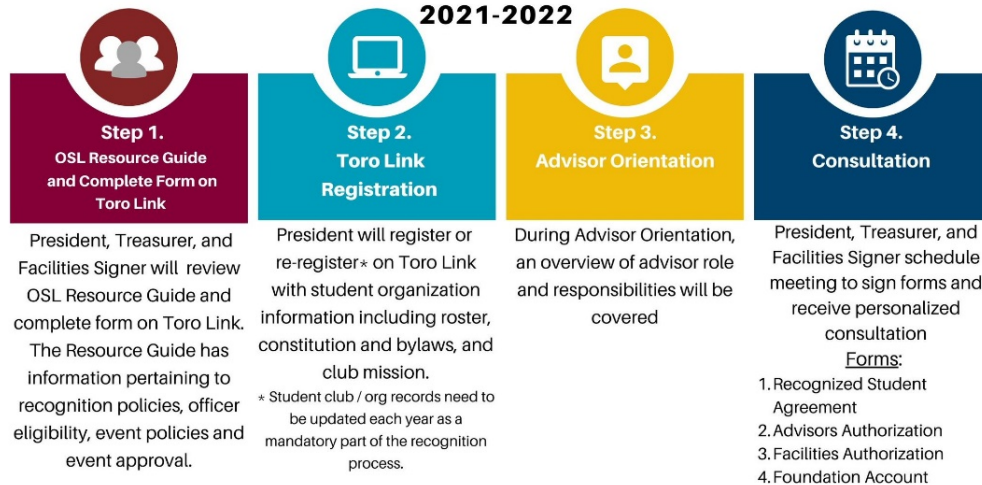 2021-2022
Step 1.
OSL Resource Guide
and Complete Form on
Toro Link
President, Treasurer, and
Facilities Signer will review
OSL Resource Guide and
complete form on Toro Link.
The Resource Guide has
information pertaining to
recognition policies, officer
eligibility, event policies and
event approval.
Step 2.
Toro Link
Registration
President will register or
re-register* on Toro Link
with student organization
information including roster,
constitution and bylaws, and
club mission.
* Student club / org records need to
be updated each year as a
mandatory part of the recognition
process.
Step 3.
Advisor Orientation
During Advisor Orientation,
an overview of advisor role
and responsibilities will be
covered
Step 4.
Consultation
President, Treasurer, and
Facilities Signer schedule
meeting to sign forms and
receive personalized
consultation
Forms:
1. Recognized Student
Agreement
2. Advisors Authorization
3. Facilities Authorization
4. Foundation Account